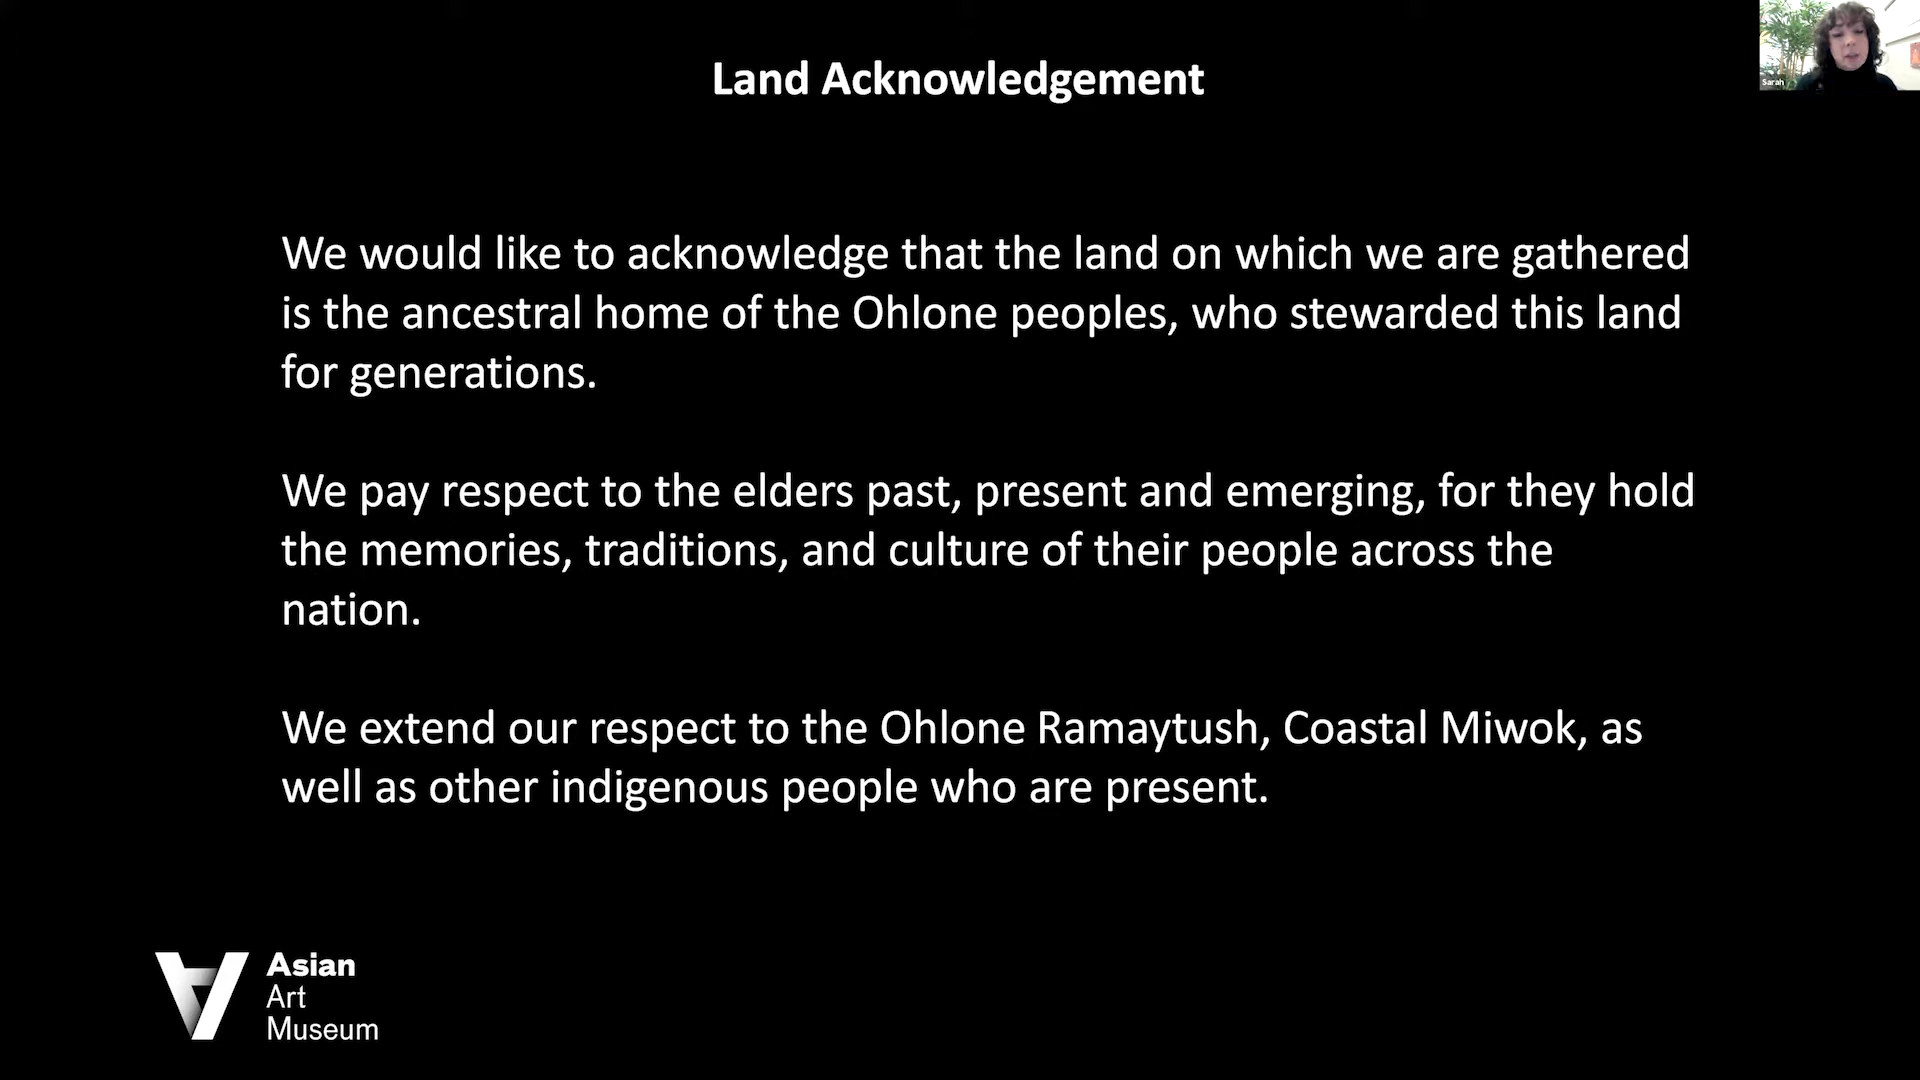 Land Acknowledgement
Sarah
We would like to acknowledge that the land on which we are gathered
is the ancestral home of the Ohlone peoples, who stewarded this land
for generations.
We pay respect to the elders past, present and emerging, for they hold
the memories, traditions, and culture of their people across the
nation.
We extend our respect to the Ohlone Ramaytush, Coastal Miwok, as
well as other indigenous people who are present.
Asian
Art
Museum